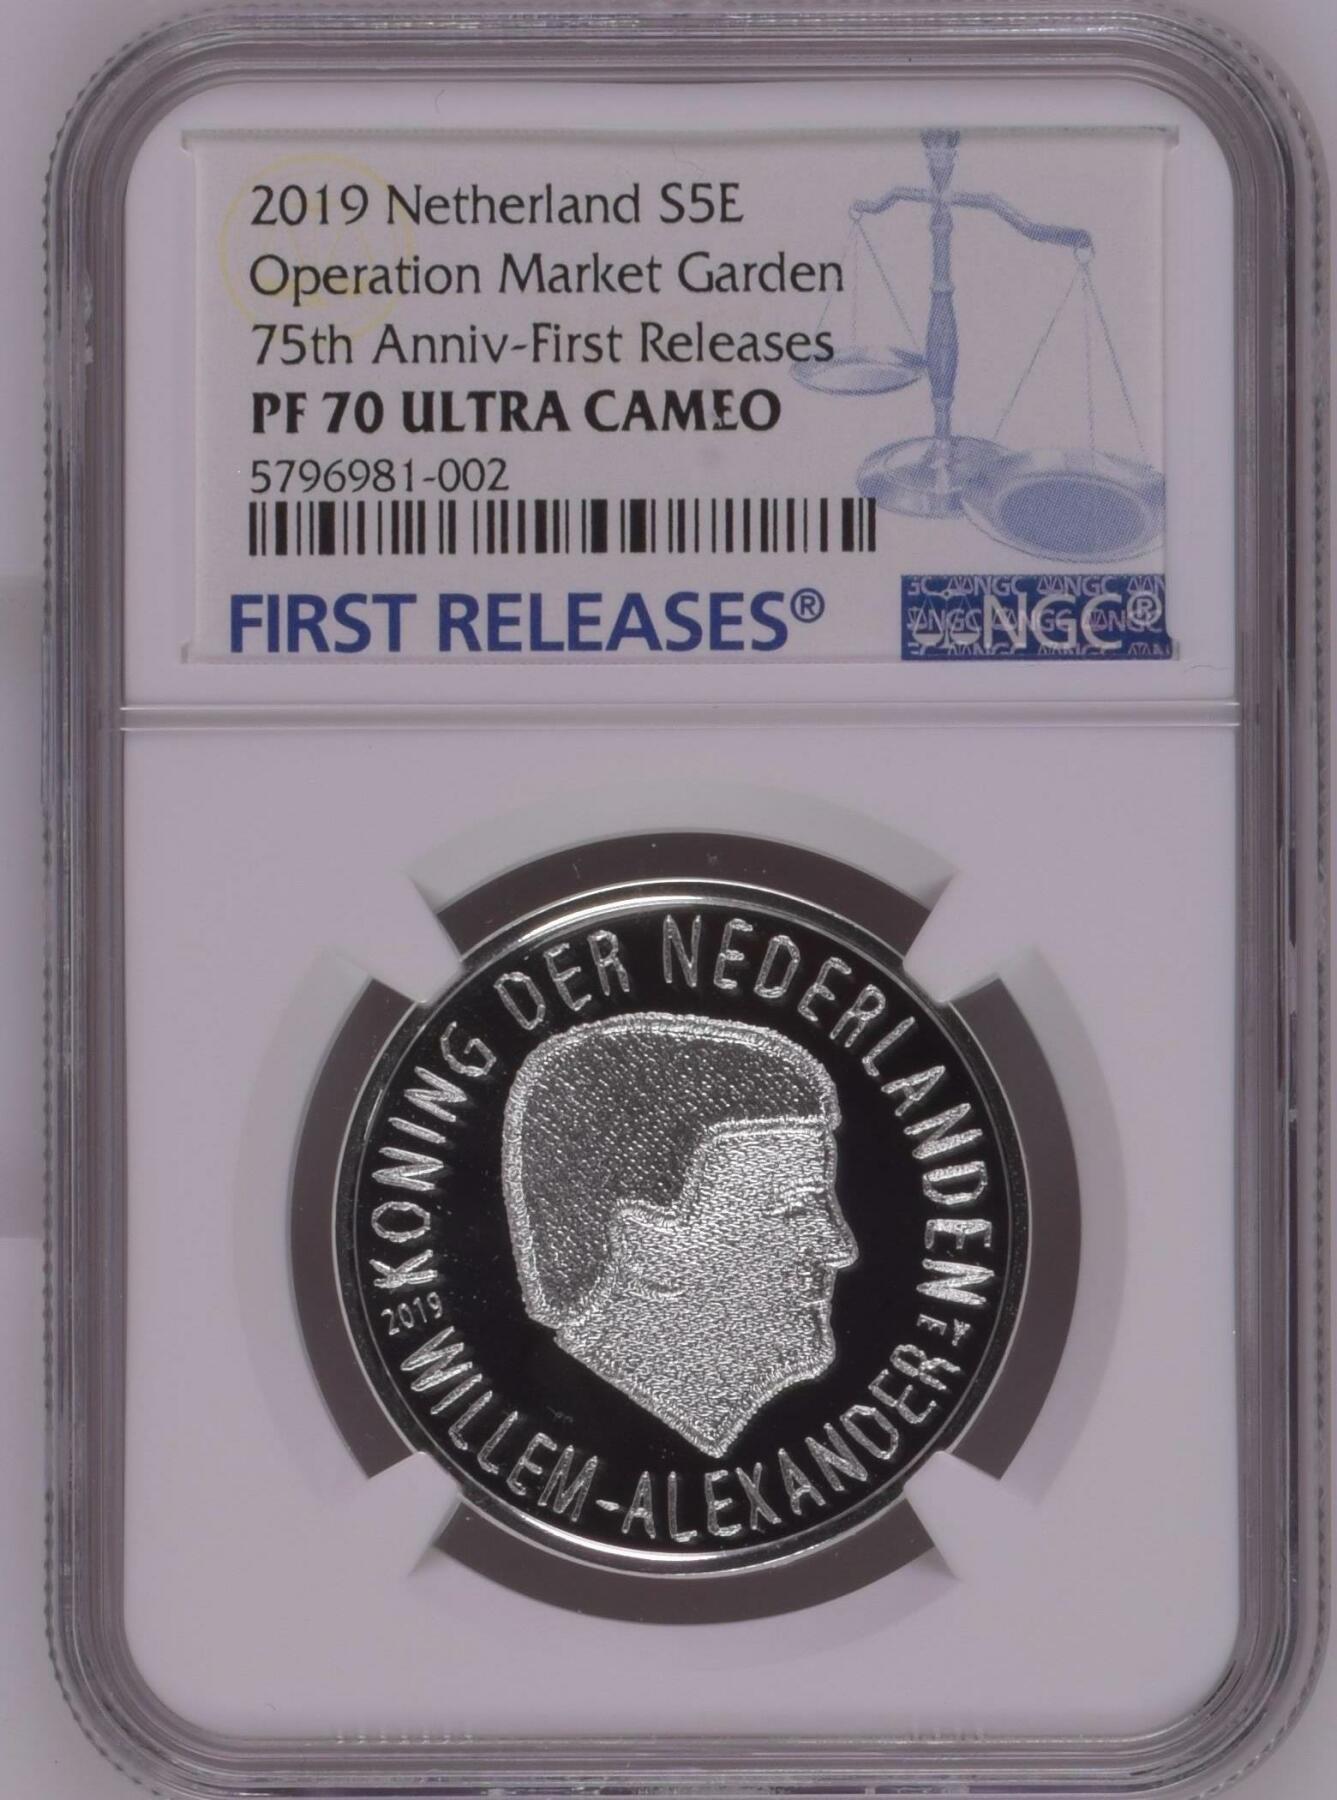 2019 Netherland S5E
Operation Market Garden
75th Anniv-First Releases
PF 70 ULTRA CAMEO
5796981-002
FIRST RELEASES®
NGC®
KONING DER NEDERLANDEN
2019
WILLEM-ALEXANDER